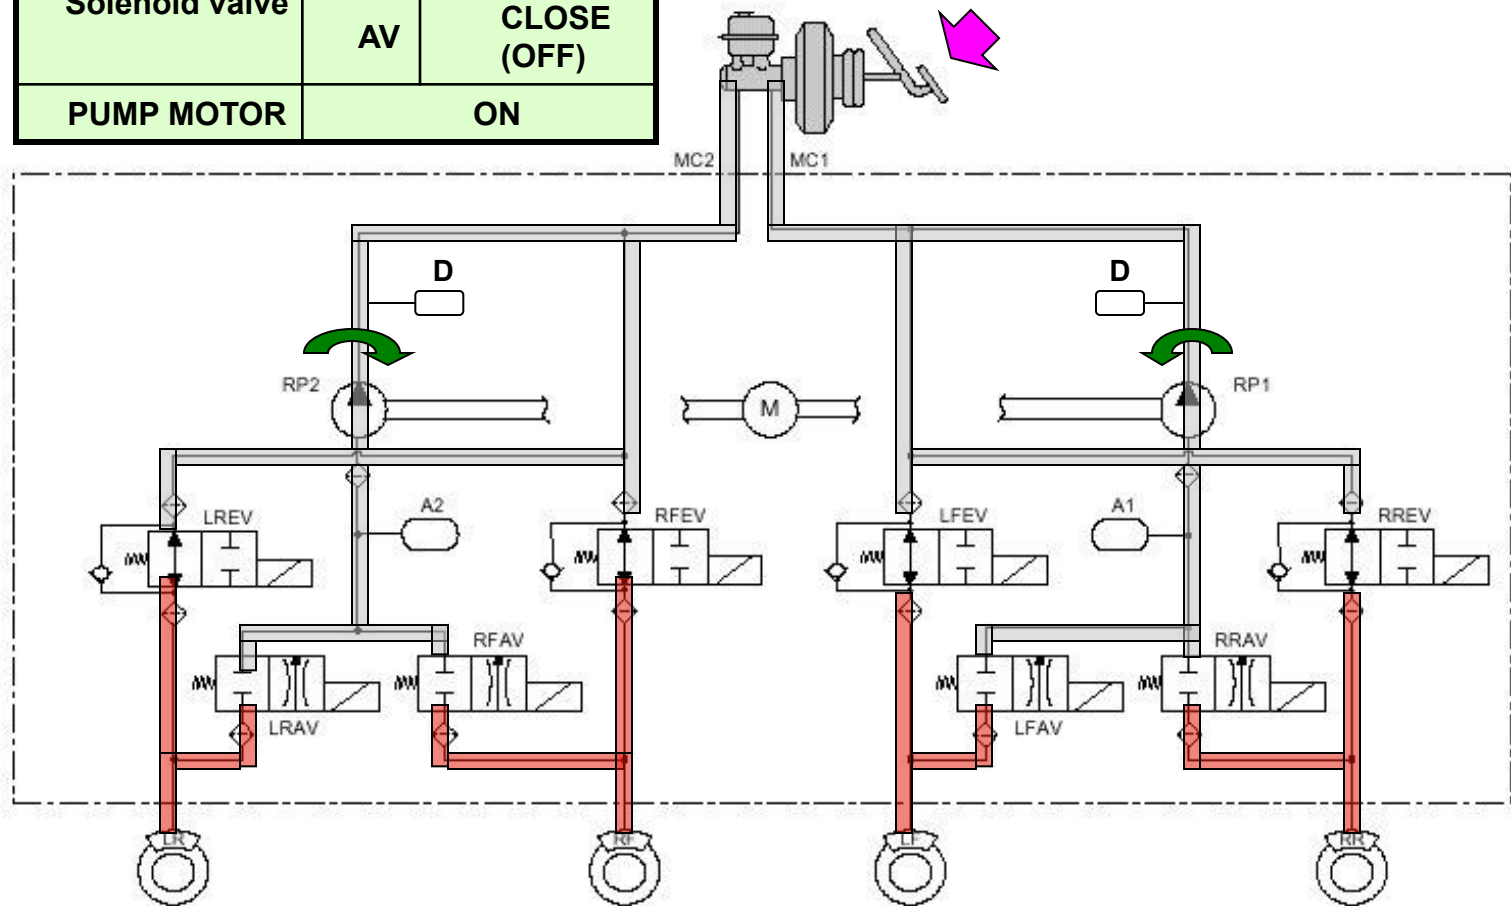 Solenoid Valve
AV
CLOSE
(OFF)
PUMP MOTOR
ON
MC2
MC1
D
D
RP2
M
RP1
LREV
A2
RFEV
LFEV
A1
RREV
RFAV
RRAV
LRAV
LFAV
LR
RF
LF
RR